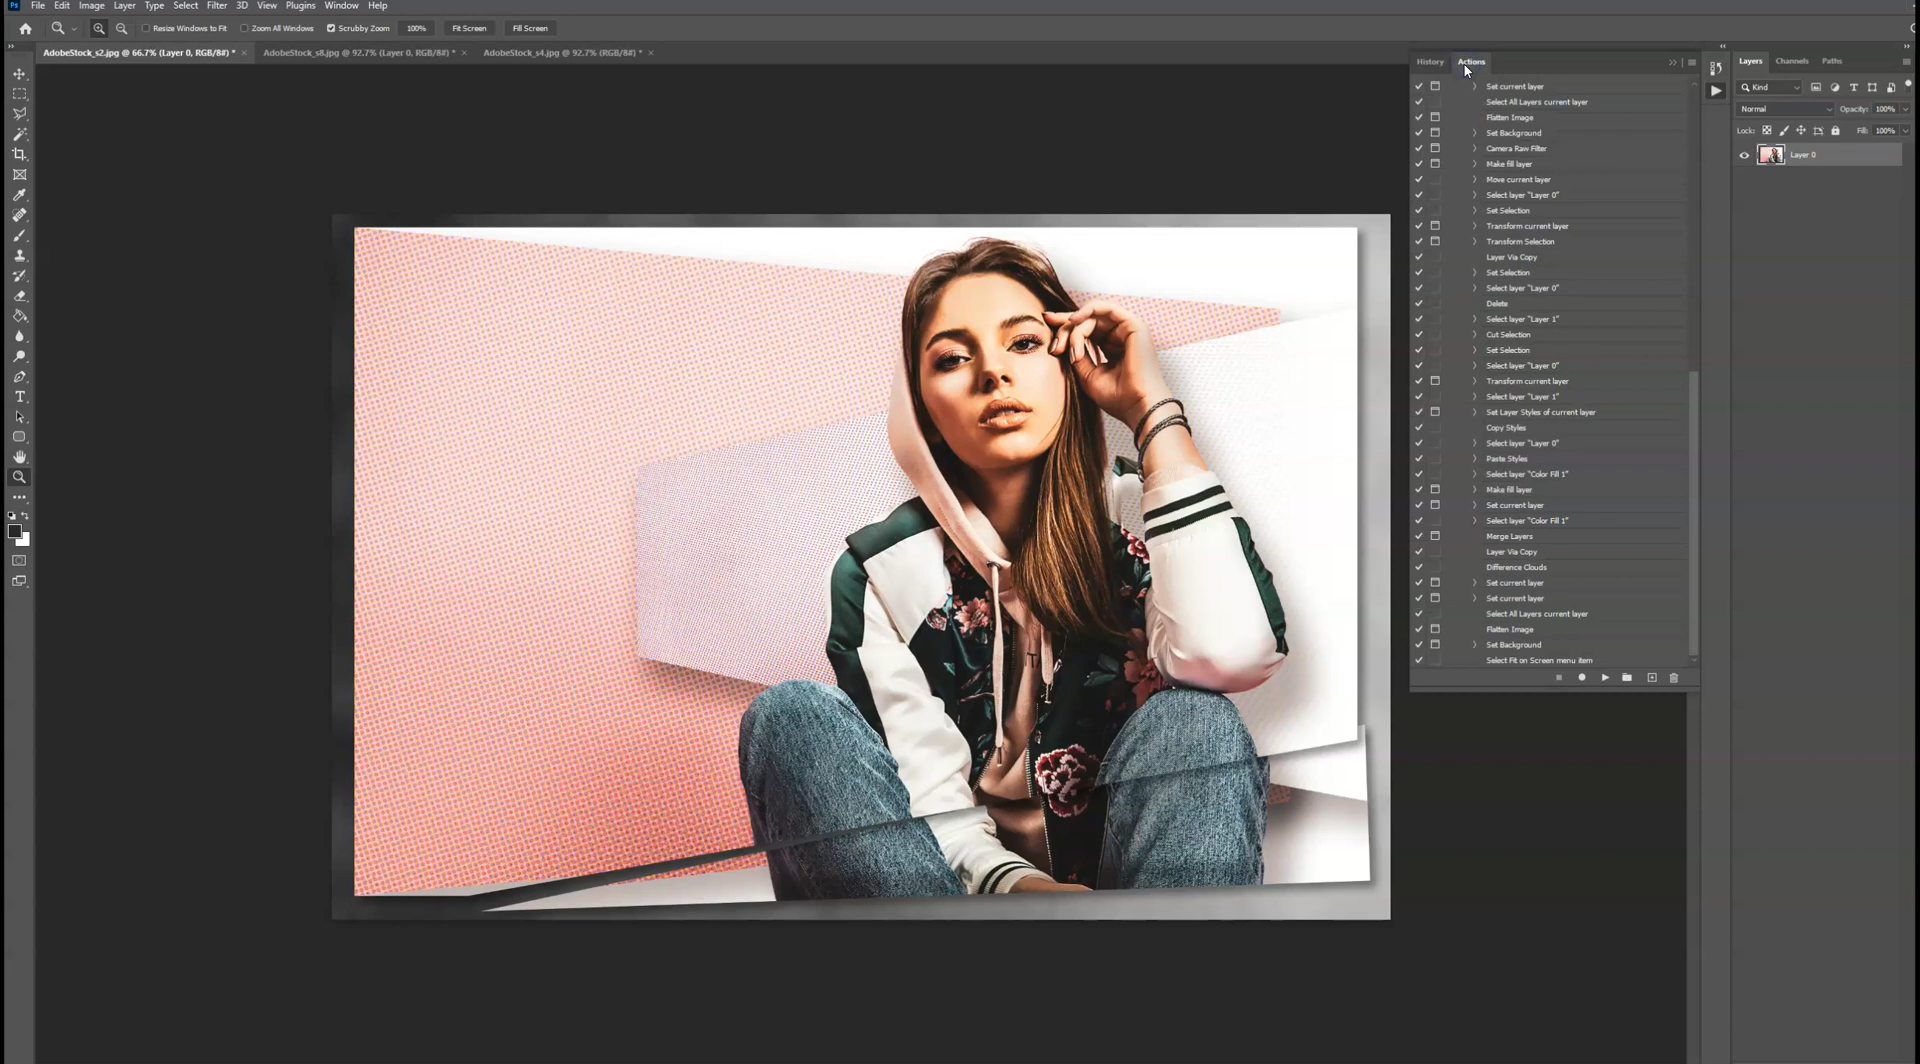 Ps File Edit Image Layer Type Select Filter 3D View Plugins Window Help
Resize Windows to Fit Zoom All Windows Scrubby Zoom 100% Fit Screen Fill Screen
AdobeStock_s2.jpg @ 66.7% (Layer 0, RGB/8#) * × AdobeStock_s8.jpg @ 92.7% (Layer 0, RGB/8#) * × AdobeStock_s4.jpg @ 92.7% (RGB/8#) * ×
History Actions
Set current layer
Select All Layers current layer
Flatten Image
Set Background
Camera Raw Filter
Make fill layer
Move current layer
Select layer "Layer 0"
Set Selection
Transform current layer
Transform Selection
Layer Via Copy
Set Selection
Select layer "Layer 0"
Delete
Select layer "Layer 1"
Cut Selection
Set Selection
Select layer "Layer 0"
Transform current layer
Select layer "Layer 1"
Set Layer Styles of current layer
Copy Styles
Select layer "Layer 0"
Paste Styles
Select layer "Color Fill 1"
Make fill layer
Set current layer
Select layer "Color Fill 1"
Merge Layers
Layer Via Copy
Difference Clouds
Set current layer
Set current layer
Select All Layers current layer
Flatten Image
Set Background
Select Fit on Screen menu item
Layers Channels Paths
Kind
Normal Opacity: 100%
Lock: Fill: 100%
Layer 0